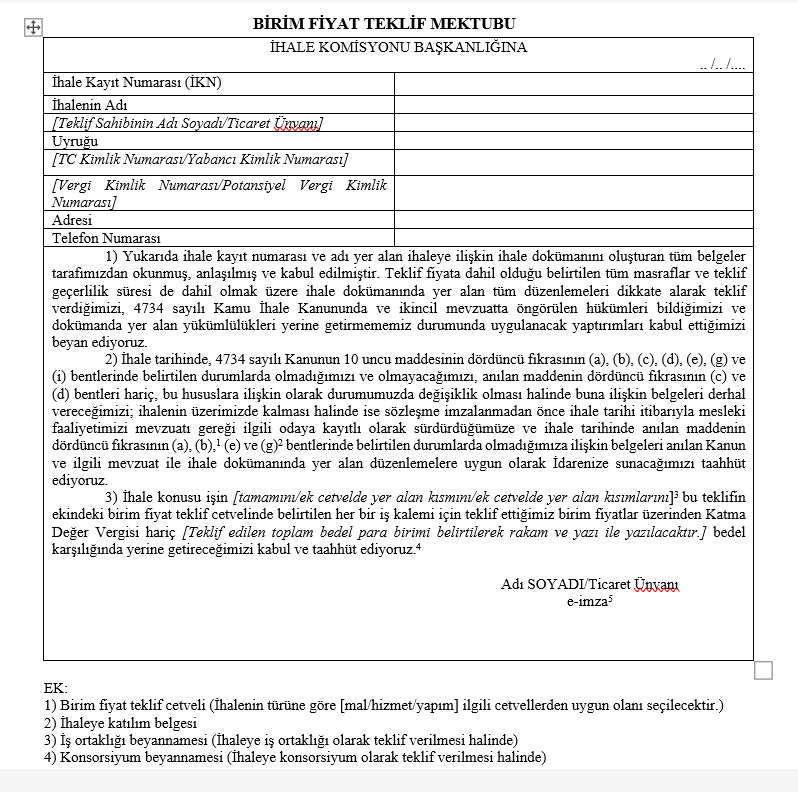 BİRİM FİYAT TEKLİF MEKTUBU
İHALE KOMİSYONU BAŞKANLIĞINA
.. /.. /....
İhale Kayıt Numarası (İKN)
İhalenin Adı
[Teklif Sahibinin Adı Soyadı/Ticaret Ünvanı]
Uyruğu
[TC Kimlik Numarası/Yabancı Kimlik Numarası]
[Vergi Kimlik Numarası/Potansiyel Vergi Kimlik
Numarası]
Adresi
Telefon Numarası
1) Yukarıda ihale kayıt numarası ve adı yer alan ihaleye ilişkin ihale dokümanını oluşturan tüm belgeler
tarafımızdan okunmuş, anlaşılmış ve kabul edilmiştir. Teklif fiyata dahil olduğu belirtilen tüm masraflar ve teklif
geçerlilik süresi de dahil olmak üzere ihale dokümanında yer alan tüm düzenlemeleri dikkate alarak teklif
verdiğimizi, 4734 sayılı Kamu İhale Kanununda ve ikincil mevzuatta öngörülen hükümleri bildiğimizi ve
dokümanda yer alan yükümlülükleri yerine getirmememiz durumunda uygulanacak yaptırımları kabul ettiğimizi
beyan ediyoruz.
2) İhale tarihinde, 4734 sayılı Kanunun 10 uncu maddesinin dördüncü fıkrasının (a), (b), (c), (d), (e), (g) ve
(i) bentlerinde belirtilen durumlarda olmadığımızı ve olmayacağımızı, anılan maddenin dördüncü fıkrasının (c) ve
(d) bentleri hariç, bu hususlara ilişkin olarak durumumuzda değişiklik olması halinde buna ilişkin belgeleri derhal
vereceğimizi; ihalenin üzerimizde kalması halinde ise sözleşme imzalanmadan önce ihale tarihi itibarıyla mesleki
faaliyetimizi mevzuatı gereği ilgili odaya kayıtlı olarak sürdürdüğümüze ve ihale tarihinde anılan maddenin
dördüncü fıkrasının (a), (b),¹ (e) ve (g)² bentlerinde belirtilen durumlarda olmadığımıza ilişkin belgeleri anılan Kanun
ve ilgili mevzuat ile ihale dokümanında yer alan düzenlemelere uygun olarak İdarenize sunacağımızı taahhüt
ediyoruz.
3) İhale konusu işin [tamamını/ek cetvelde yer alan kısmını/ek cetvelde yer alan kısımlarını]³ bu teklifin
ekindeki birim fiyat teklif cetvelinde belirtilen her bir iş kalemi için teklif ettiğimiz birim fiyatlar üzerinden Katma
Değer Vergisi hariç [Teklif edilen toplam bedel para birimi belirtilerek rakam ve yazı ile yazılacaktır.] bedel
karşılığında yerine getireceğimizi kabul ve taahhüt ediyoruz.⁴
Adı SOYADI/Ticaret Ünvanı
e-imza⁵
EK:
1) Birim fiyat teklif cetveli (İhalenin türüne göre [mal/hizmet/yapım] ilgili cetvellerden uygun olanı seçilecektir.)
2) İhaleye katılım belgesi
3) İş ortaklığı beyannamesi (İhaleye iş ortaklığı olarak teklif verilmesi halinde)
4) Konsorsiyum beyannamesi (İhaleye konsorsiyum olarak teklif verilmesi halinde)